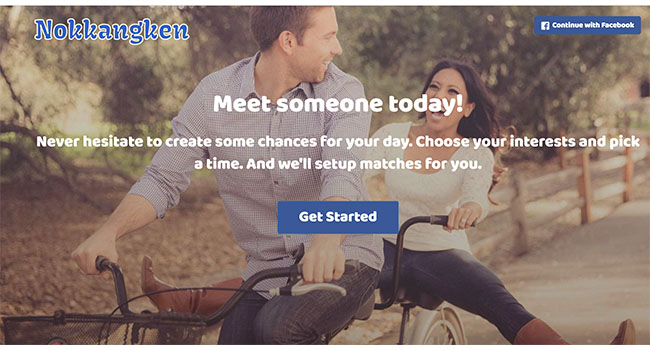 Nokkangken
Continue with Facebook
Meet someone today!
Never hesitate to create some chances for your day. Choose your interests and pick
a time. And we'll setup matches for you.
Get Started